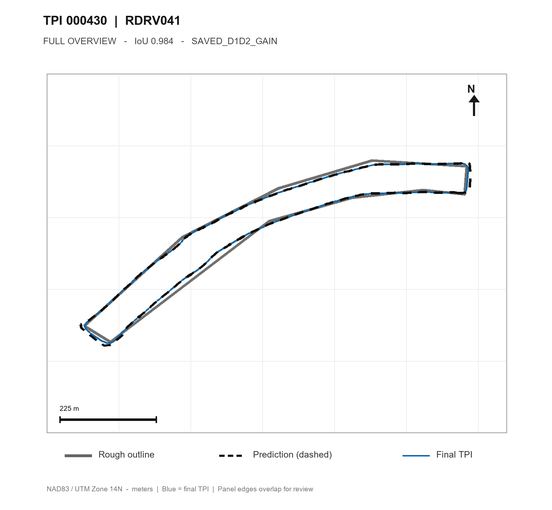 TPI 000430 | RDRV041
FULL OVERVIEW - IoU 0.984 - SAVED_D1D2_GAIN
N
225 m
Rough outline Prediction (dashed) Final TPI
NAD83 / UTM Zone 14N - meters | Blue = final TPI | Panel edges overlap for review